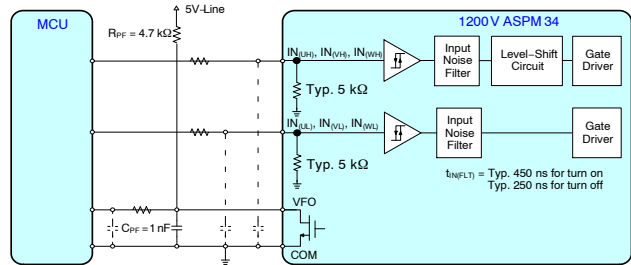 MCU
5V-Line
R_PF = 4.7 kΩ
1200 V ASPM 34
IN(UH), IN(VH), IN(WH)
Typ. 5 kΩ
Input
Noise
Filter
Level-Shift
Circuit
Gate
Driver
IN(UL), IN(VL), IN(WL)
Typ. 5 kΩ
Input
Noise
Filter
Gate
Driver
tIN(FLT) = Typ. 450 ns for turn on
Typ. 250 ns for turn off
VFO
C_PF = 1 nF
COM